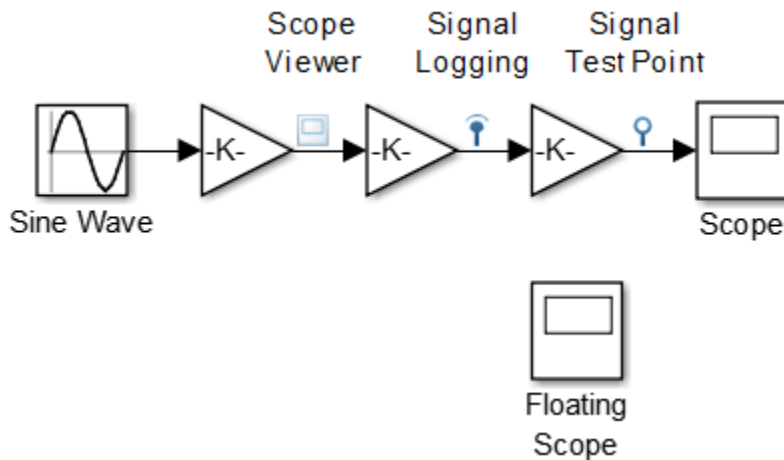 Scope
Viewer
Signal
Logging
Signal
Test Point
-K-
-K-
-K-
Sine Wave
Scope
Floating
Scope